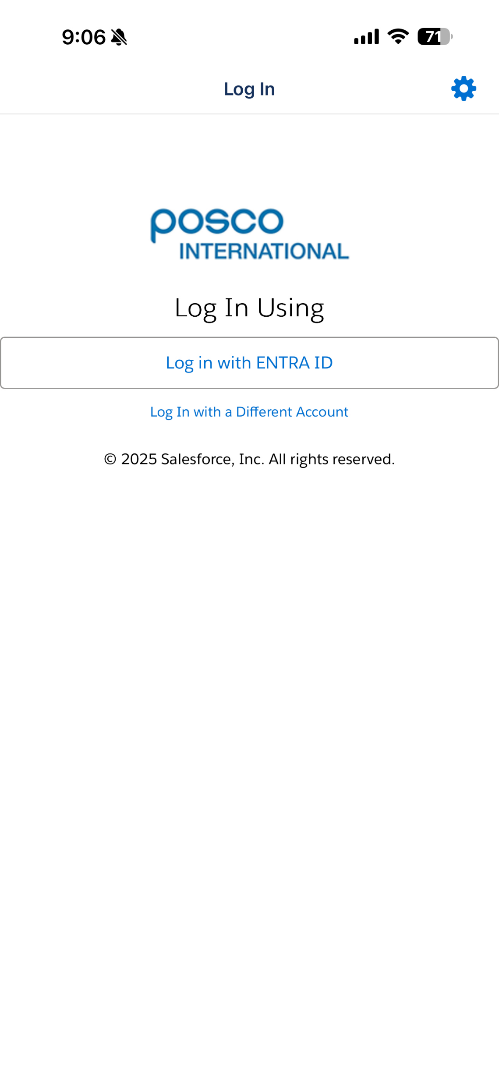 9:06
71
Log In
posco
INTERNATIONAL
Log In Using
Log in with ENTRA ID
Log In with a Different Account
© 2025 Salesforce, Inc. All rights reserved.